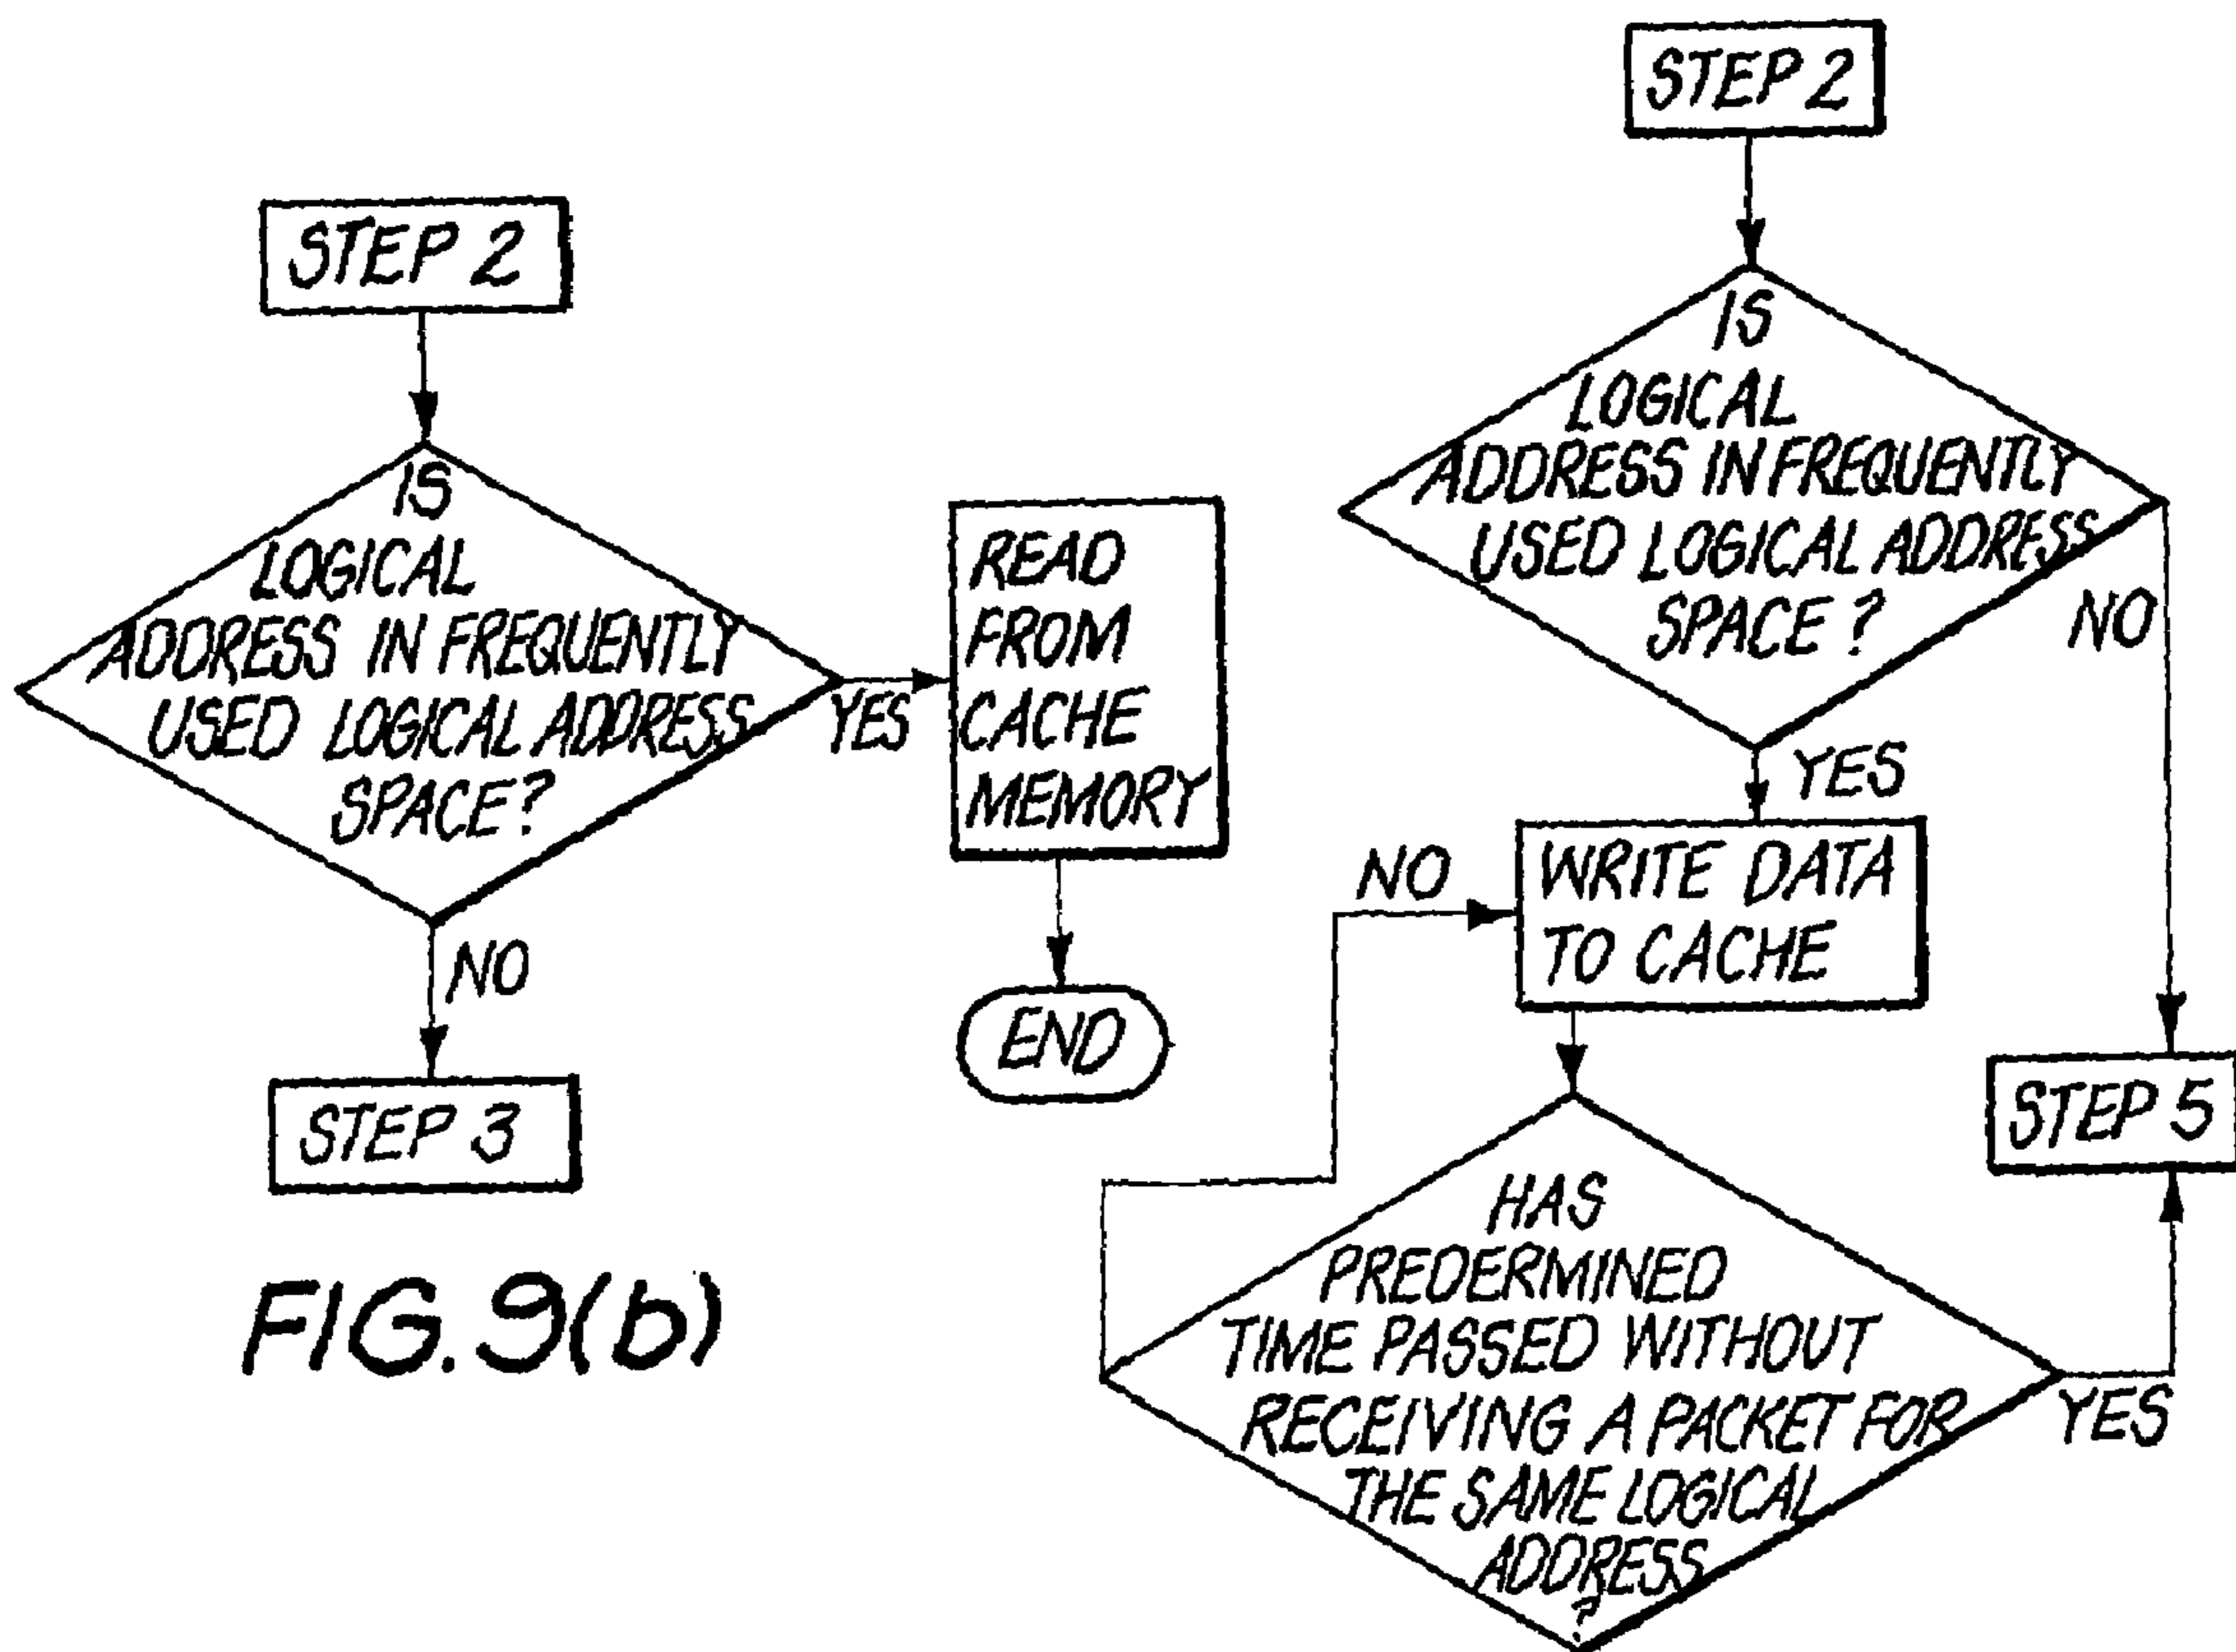 STEP 2
IS
LOGICAL
ADDRESS IN FREQUENTLY
USED LOGICAL ADDRESS
SPACE?
YES
READ
FROM
CACHE
MEMORY
END
NO
STEP 3
FIG. 9(b)
STEP 2
IS
LOGICAL
ADDRESS IN FREQUENTLY
USED LOGICAL ADDRESS
SPACE?
NO
YES
NO
WRITE DATA
TO CACHE
STEP 5
HAS
PREDERMINED
TIME PASSED WITHOUT
RECEIVING A PACKET FOR
THE SAME LOGICAL
ADDRESS
?
YES